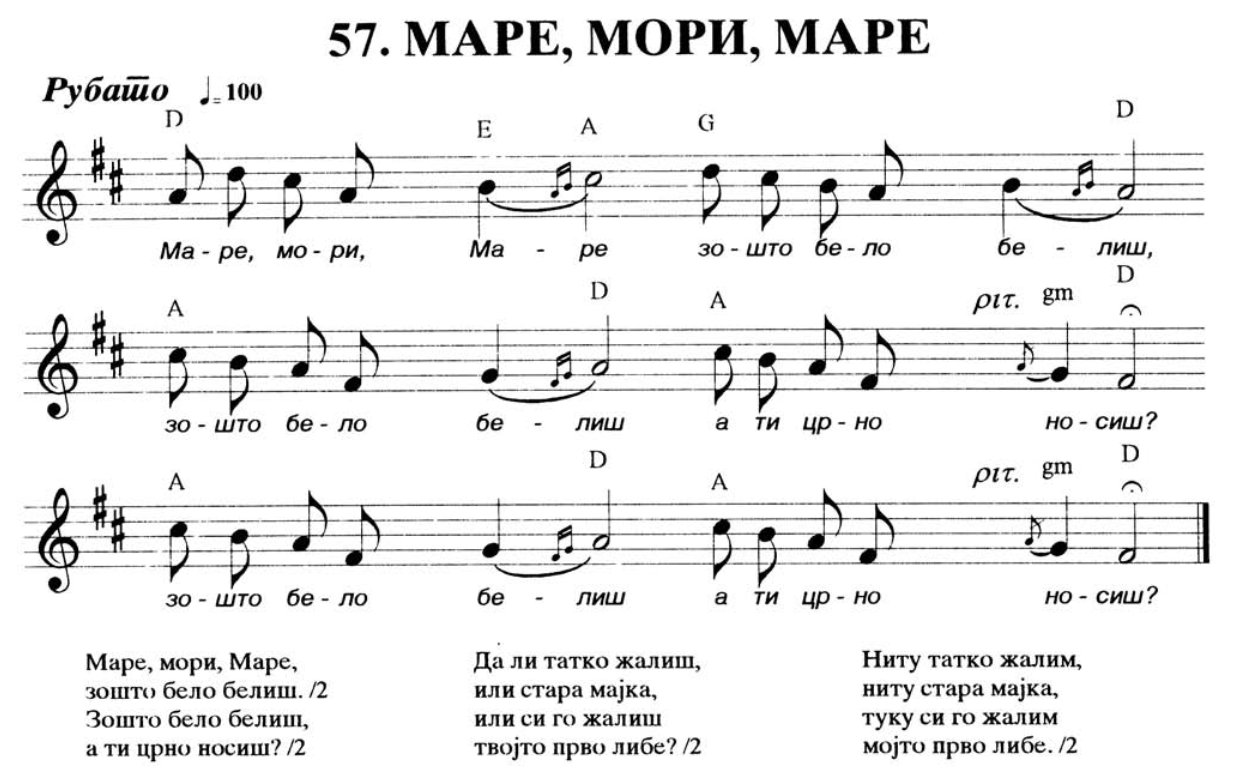 57. МАРЕ, МОРИ, МАРЕ
Рубато ♩= 100
D E A G D
Ма - ре, мо - ри, Ма - ре зо - што бе - ло бе - лиш,
A D A рит. gm D
зо - што бе - ло бе - лиш а ти цр - но но - сиш?
A D A рит. gm D
зо - што бе - ло бе - лиш а ти цр - но но - сиш?
Маре, мори, Маре,
зошто бело белиш. /2
Зошто бело белиш,
а ти црно носиш? /2
Да ли татко жалиш,
или стара мајка,
или си го жалиш
твојто прво либе? /2
Ниту татко жалим,
ниту стара мајка,
туку си го жалим
мојто прво либе. /2